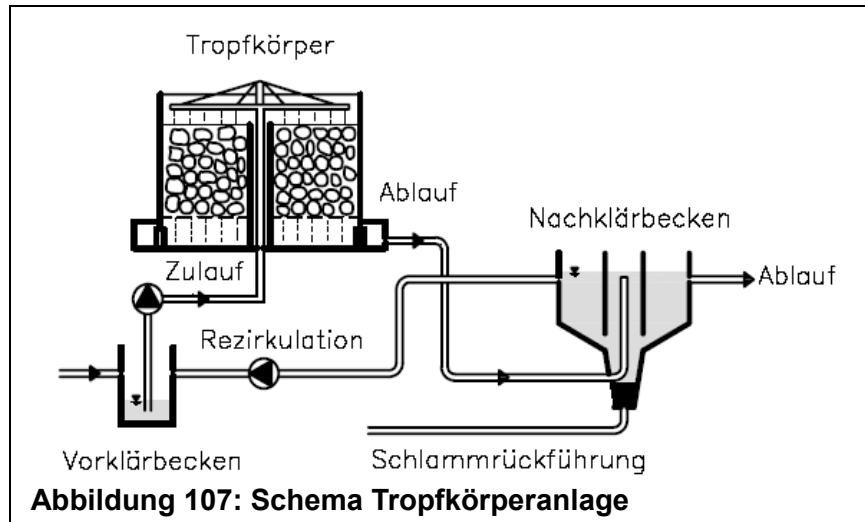 Tropfkörper
Ablauf
Nachklärbecken
Zulauf
Ablauf
Rezirkulation
Vorklärbecken
Schlammrückführung
Abbildung 107: Schema Tropfkörperanlage